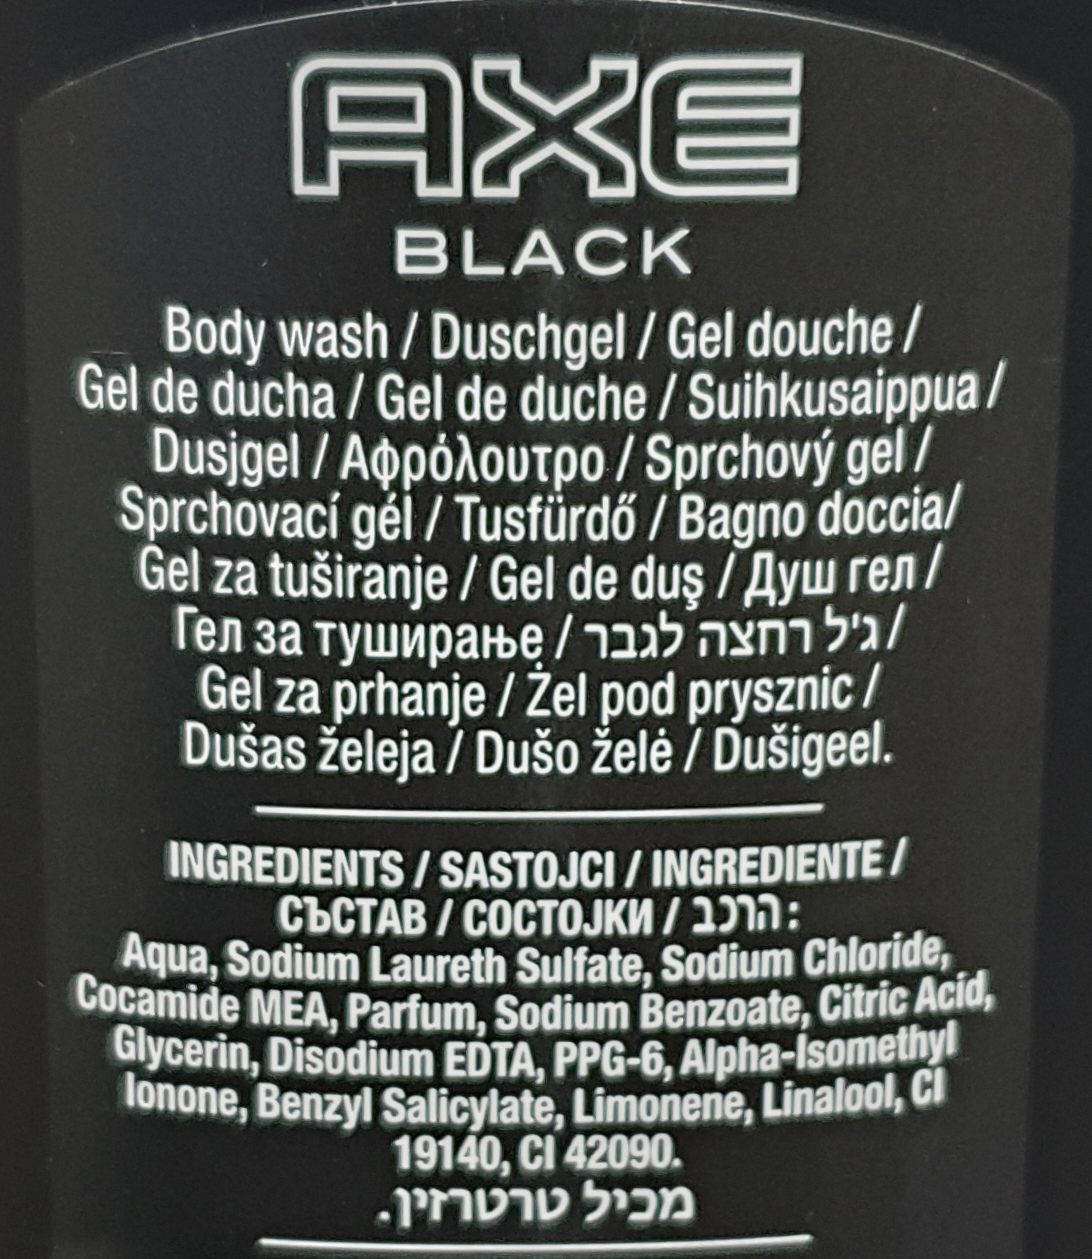 AXE
BLACK
Body wash / Duschgel / Gel douche /
Gel de ducha / Gel de duche / Suihkusaippua /
Dusjgel / Αφρόλουτρο / Sprchový gel /
Sprchovací gél / Tusfürdő / Bagno doccia/
Gel za tuširanje / Gel de duş / Душ гел /
Гел за туширање / ג'ל רחצה לגבר /
Gel za prhanje / Żel pod prysznic /
Dušas želeja / Dušo želė / Dušigeel.
INGREDIENTS / SASTOJCI / INGREDIENTE /
СЪСТАВ / СОСТОЈКИ / הרכב:
Aqua, Sodium Laureth Sulfate, Sodium Chloride,
Cocamide MEA, Parfum, Sodium Benzoate, Citric Acid,
Glycerin, Disodium EDTA, PPG-6, Alpha-Isomethyl
Ionone, Benzyl Salicylate, Limonene, Linalool, CI
19140, CI 42090.
מכיל טרטרזין.